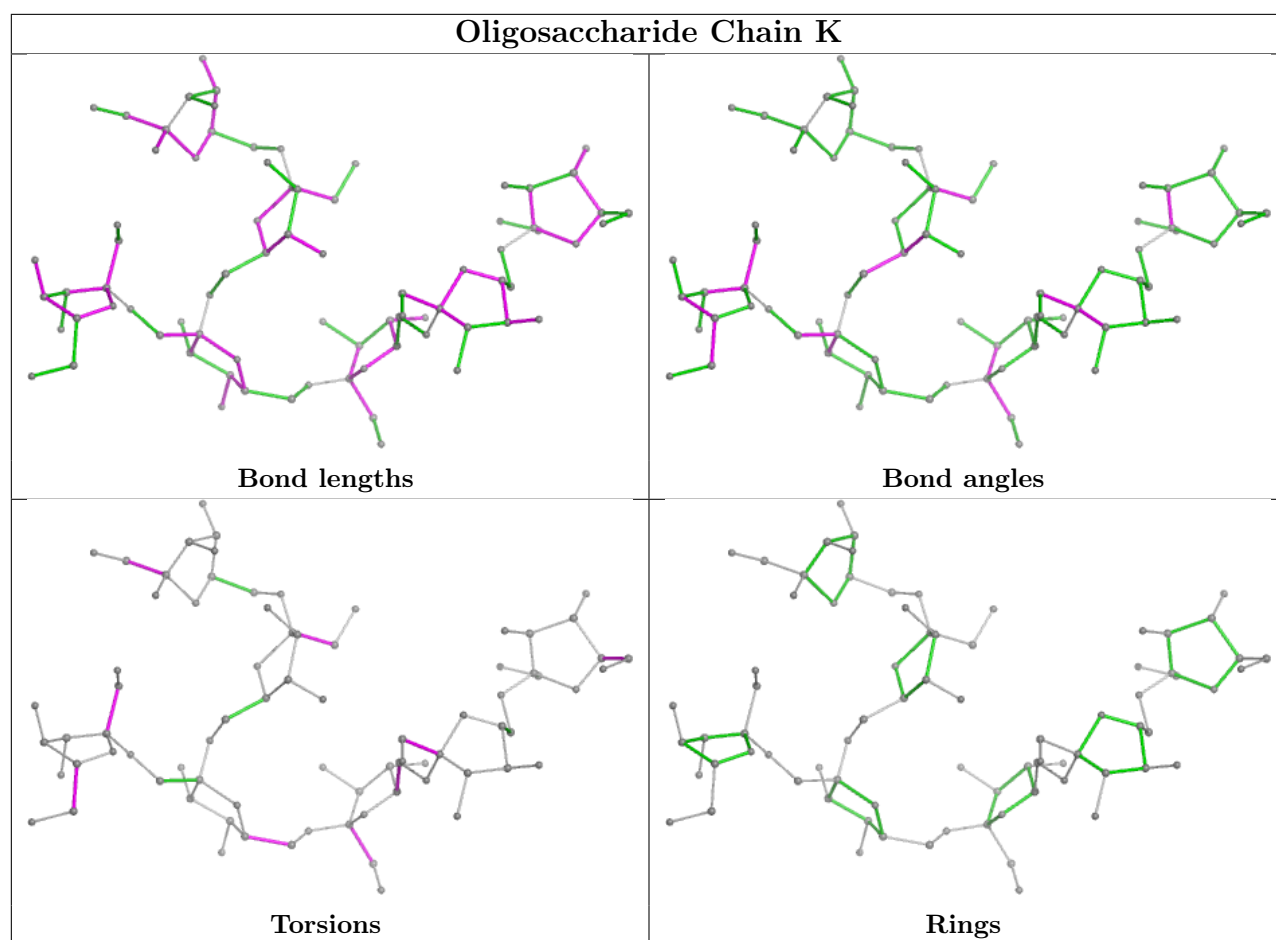 Oligosaccharide Chain K
Bond lengths
Bond angles
Torsions
Rings